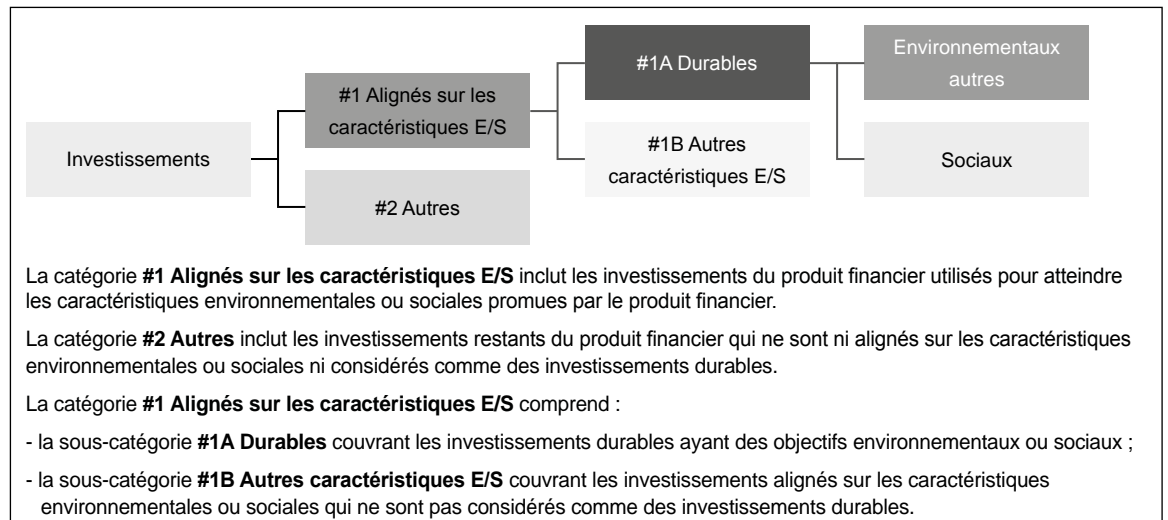 #1A Durables
Environnementaux
autres
#1 Alignés sur les
caractéristiques E/S
Investissements
#1B Autres
caractéristiques E/S
Sociaux
#2 Autres
La catégorie #1 Alignés sur les caractéristiques E/S inclut les investissements du produit financier utilisés pour atteindre
les caractéristiques environnementales ou sociales promues par le produit financier.
La catégorie #2 Autres inclut les investissements restants du produit financier qui ne sont ni alignés sur les caractéristiques
environnementales ou sociales ni considérés comme des investissements durables.
La catégorie #1 Alignés sur les caractéristiques E/S comprend :
- la sous-catégorie #1A Durables couvrant les investissements durables ayant des objectifs environnementaux ou sociaux ;
- la sous-catégorie #1B Autres caractéristiques E/S couvrant les investissements alignés sur les caractéristiques
environnementales ou sociales qui ne sont pas considérés comme des investissements durables.